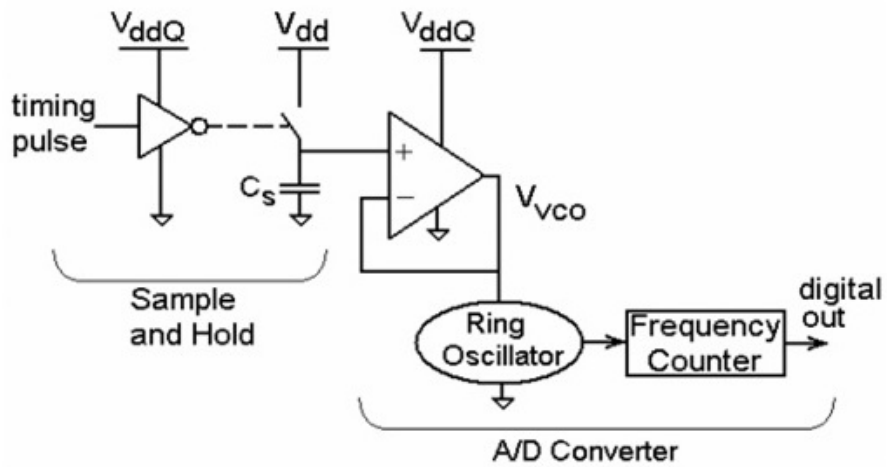 VddQ
Vdd
VddQ
timing
pulse
+
−
Cs
VVCO
Sample
and Hold
Ring
Oscillator
Frequency
Counter
digital
out
A/D Converter